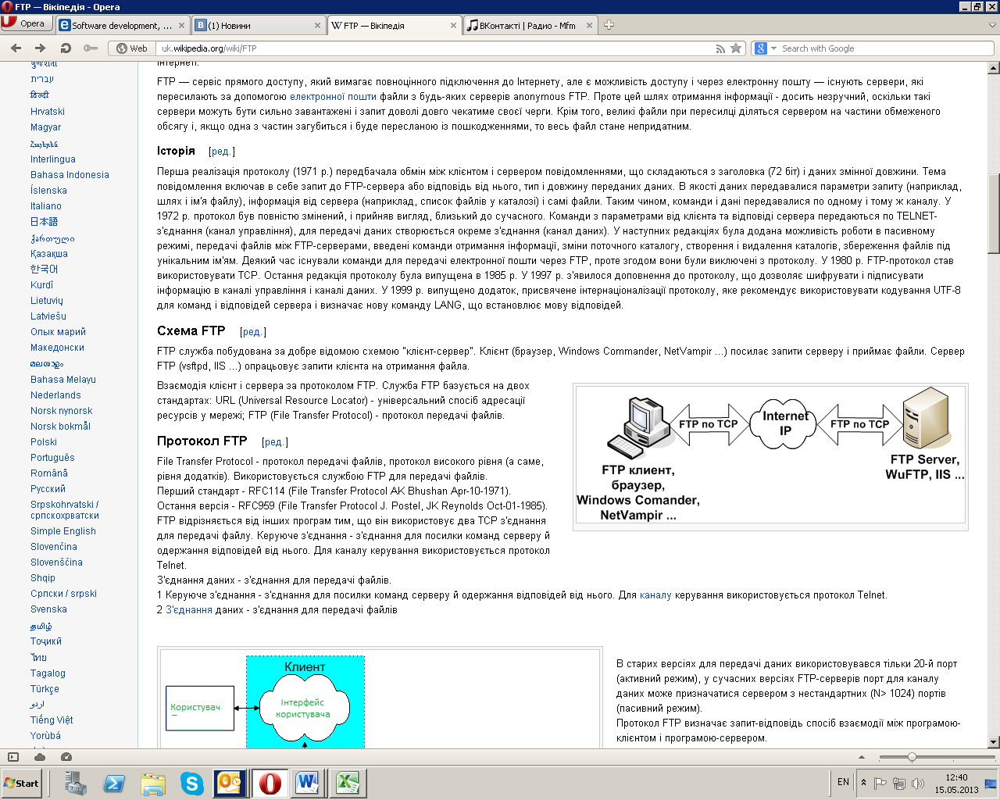 FTP — Вікіпедія - Opera
Opera
Software development, ...
(1) Новини
FTP — Вікіпедія
ВКонтакті | Радио - Mfm
Web
uk.wikipedia.org/wiki/FTP
Search with Google
ગુજરાતી
עברית
हिन्दी
Hrvatski
Magyar
Հայերեն
Interlingua
Bahasa Indonesia
Íslenska
Italiano
日本語
ქართული
Қазақша
한국어
Kurdî
Lietuvių
Latviešu
Олык марий
Македонски
മലയാളം
Bahasa Melayu
Nederlands
Norsk nynorsk
Norsk bokmål
Polski
Português
Română
Русский
Srpskohrvatski /
српскохрватски
Simple English
Slovenčina
Slovenščina
Shqip
Српски / srpski
Svenska
தமிழ்
Тоҷикӣ
ไทย
Tagalog
Türkçe
اردو
Tiếng Việt
Yorùbá
Інтернеті.
FTP — сервіс прямого доступу, який вимагає повноцінного підключення до Інтернету, але є можливість доступу і через електронну пошту — існують сервери, які
пересилають за допомогою електронної пошти файли з будь-яких серверів anonymous FTP. Проте цей шлях отримання інформації - досить незручний, оскільки такі
сервери можуть бути сильно завантажені і запит доволі довго чекатиме своєї черги. Крім того, великі файли при пересилці діляться сервером на частини обмеженого
обсягу і, якщо одна з частин загубиться і буде пересланою із пошкодженнями, то весь файл стане непридатним.
Історія [ред.]
Перша реалізація протоколу (1971 р.) передбачала обмін між клієнтом і сервером повідомленнями, що складаються з заголовка (72 біт) і даних змінної довжини. Тема
повідомлення включав в себе запит до FTP-сервера або відповідь від нього, тип і довжину переданих даних. В якості даних передавалися параметри запиту (наприклад,
шлях і ім'я файлу), інформація від сервера (наприклад, список файлів у каталозі) і самі файли. Таким чином, команди і дані передавалися по одному і тому ж каналу. У
1972 р. протокол був повністю змінений, і прийняв вигляд, близький до сучасного. Команди з параметрами від клієнта та відповіді сервера передаються по TELNET-
з'єднання (канал управління), для передачі даних створюється окреме з'єднання (канал даних). У наступних редакціях була додана можливість роботи в пасивному
режимі, передачі файлів між FTP-серверами, введені команди отримання інформації, зміни поточного каталогу, створення і видалення каталогів, збереження файлів під
унікальним ім'ям. Деякий час існували команди для передачі електронної пошти через FTP, проте згодом вони були виключені з протоколу. У 1980 р. FTP-протокол став
використовувати TCP. Остання редакція протоколу була випущена в 1985 р. У 1997 р. з'явилося доповнення до протоколу, що дозволяє шифрувати і підписувати
інформацію в каналі управління і каналі даних. У 1999 р. випущено додаток, присвячене інтернаціоналізації протоколу, яке рекомендує використовувати кодування UTF-8
для команд і відповідей сервера і визначає нову команду LANG, що встановлює мову відповідей.
Схема FTP [ред.]
FTP служба побудована за добре відомою схемою "клієнт-сервер". Клієнт (браузер, Windows Commander, NetVampir ...) посилає запити серверу і приймає файли. Сервер
FTP (vsftpd, IIS ...) опрацьовує запити клієнта на отримання файла.
Взаємодія клієнт і сервера за протоколом FTP. Служба FTP базується на двох
стандартах: URL (Universal Resource Locator) - універсальний спосіб адресації
ресурсів у мережі; FTP (File Transfer Protocol) - протокол передачі файлів.
FTP по TCP
Internet
IP
FTP по TCP
FTP клиент,
браузер,
Windows Comander,
NetVampir ...
FTP Server,
WuFTP, IIS ...
Протокол FTP [ред.]
File Transfer Protocol - протокол передачі файлів, протокол високого рівня (а саме,
рівня додатків). Використовується службою FTP для передачі файлів.
Перший стандарт - RFC114 (File Transfer Protocol AK Bhushan Apr-10-1971).
Остання версія - RFC959 (File Transfer Protocol J. Postel, JK Reynolds Oct-01-1985).
FTP відрізняється від інших програм тим, що він використовує два TCP з'єднання
для передачі файлу. Керуюче з'єднання - з'єднання для посилки команд серверу й
одержання відповідей від нього. Для каналу керування використовується протокол
Telnet.
З'єднання даних - з'єднання для передачі файлів.
1 Керуюче з'єднання - з'єднання для посилки команд серверу й одержання відповідей від нього. Для каналу керування використовується протокол Telnet.
2 З'єднання даних - з'єднання для передачі файлів
Клиент
Користувач
Інтерфейс
користувача
В старих версіях для передачі даних використовувався тільки 20-й порт
(активний режим), у сучасних версіях FTP-серверів порт для каналу
даних може призначатися сервером з нестандартних (N> 1024) портів
(пасивний режим).
Протокол FTP визначає запит-відповідь спосіб взаємодії між програмою-
клієнтом і програмою-сервером.
Start
EN
12:40
15.05.2013